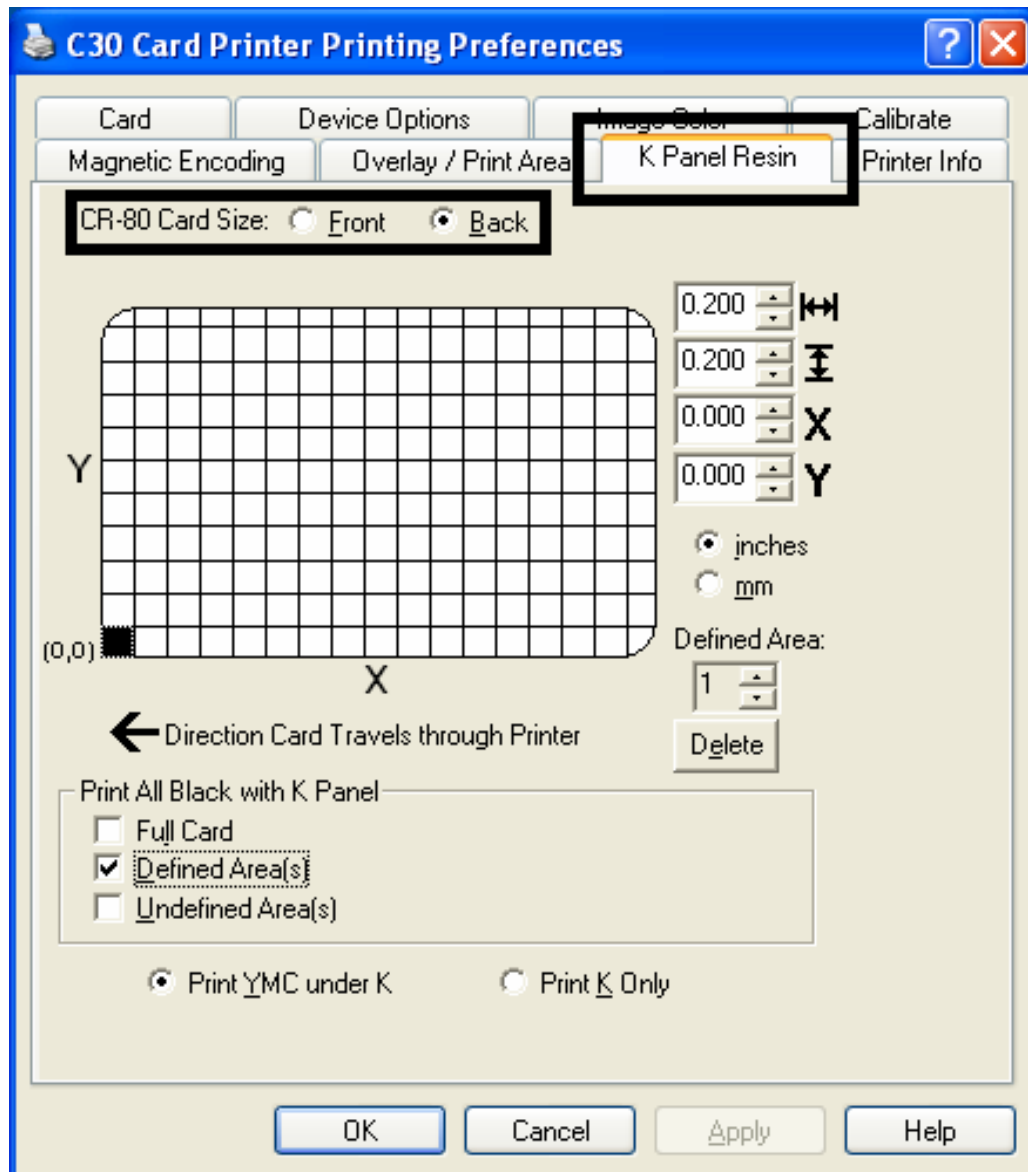 C30 Card Printer Printing Preferences
Card Device Options Image Color Calibrate
Magnetic Encoding Overlay / Print Area K Panel Resin Printer Info
CR-80 Card Size: Front Back
0.200
0.200
0.000 X
0.000 Y
Y
inches
mm
(0,0)
Defined Area:
X
1
Direction Card Travels through Printer
Delete
Print All Black with K Panel
Full Card
Defined Area(s)
Undefined Area(s)
Print YMC under K Print K Only
OK Cancel Apply Help